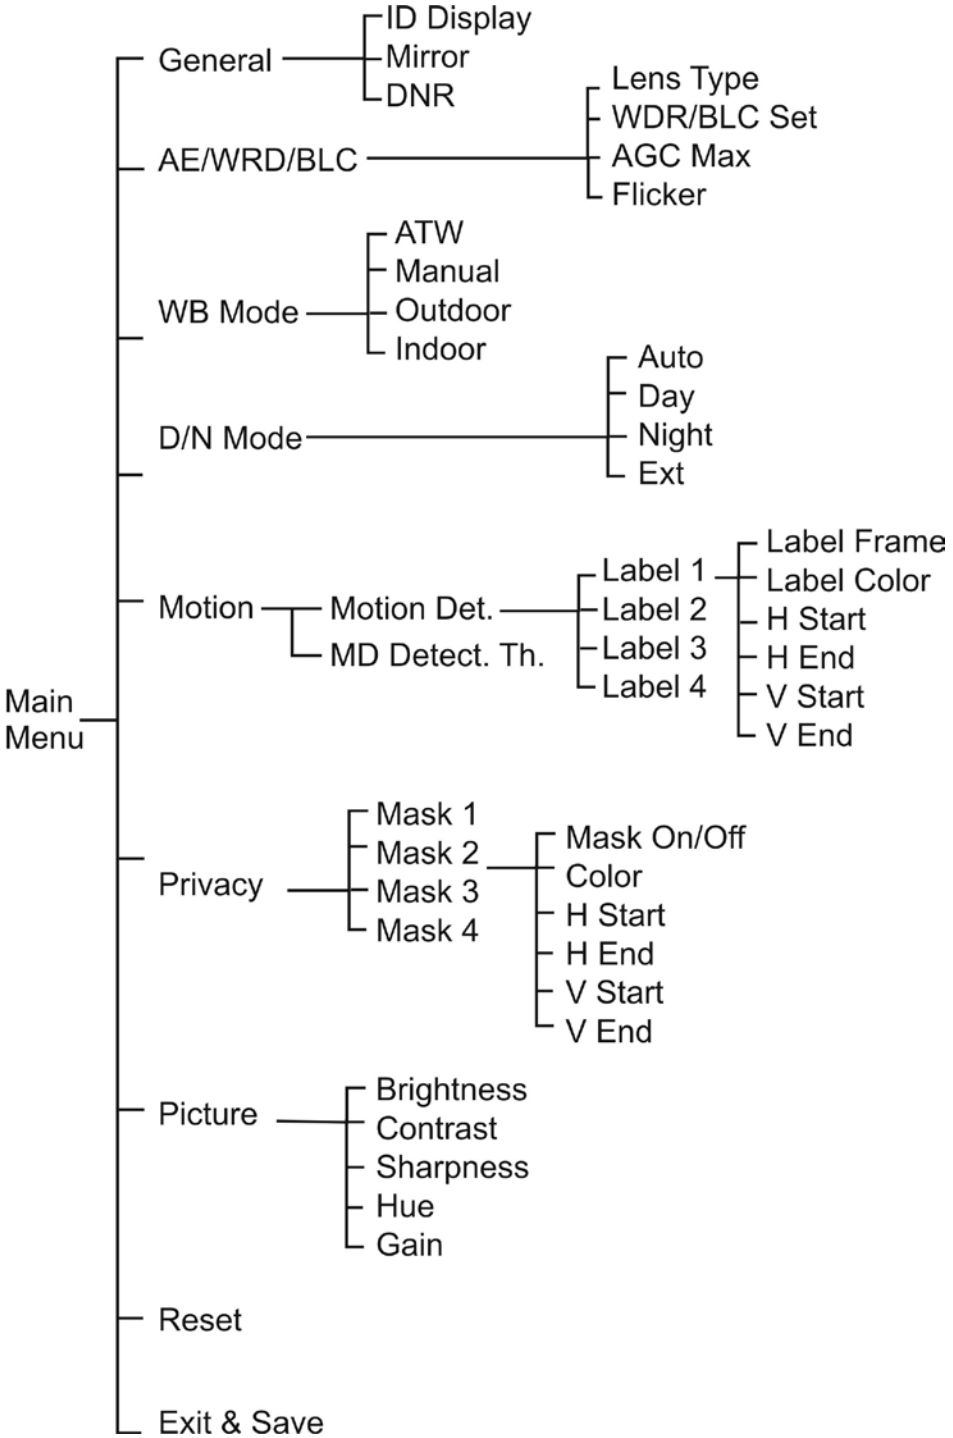 Main
Menu
General
ID Display
Mirror
DNR
AE/WRD/BLC
Lens Type
WDR/BLC Set
AGC Max
Flicker
WB Mode
ATW
Manual
Outdoor
Indoor
D/N Mode
Auto
Day
Night
Ext
Motion
Motion Det.
Label 1
Label Frame
Label Color
H Start
H End
V Start
V End
Label 2
Label 3
Label 4
MD Detect. Th.
Privacy
Mask 1
Mask 2
Mask 3
Mask 4
Mask On/Off
Color
H Start
H End
V Start
V End
Picture
Brightness
Contrast
Sharpness
Hue
Gain
Reset
Exit & Save